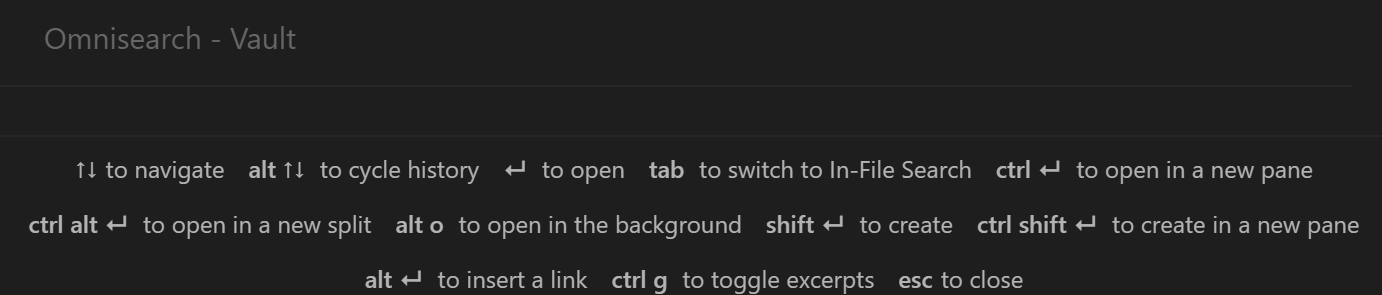 Omnisearch - Vault
↑↓ to navigate alt ↑↓ to cycle history ↵ to open tab to switch to In-File Search ctrl ↵ to open in a new pane
ctrl alt ↵ to open in a new split alt o to open in the background shift ↵ to create ctrl shift ↵ to create in a new pane
alt ↵ to insert a link ctrl g to toggle excerpts esc to close